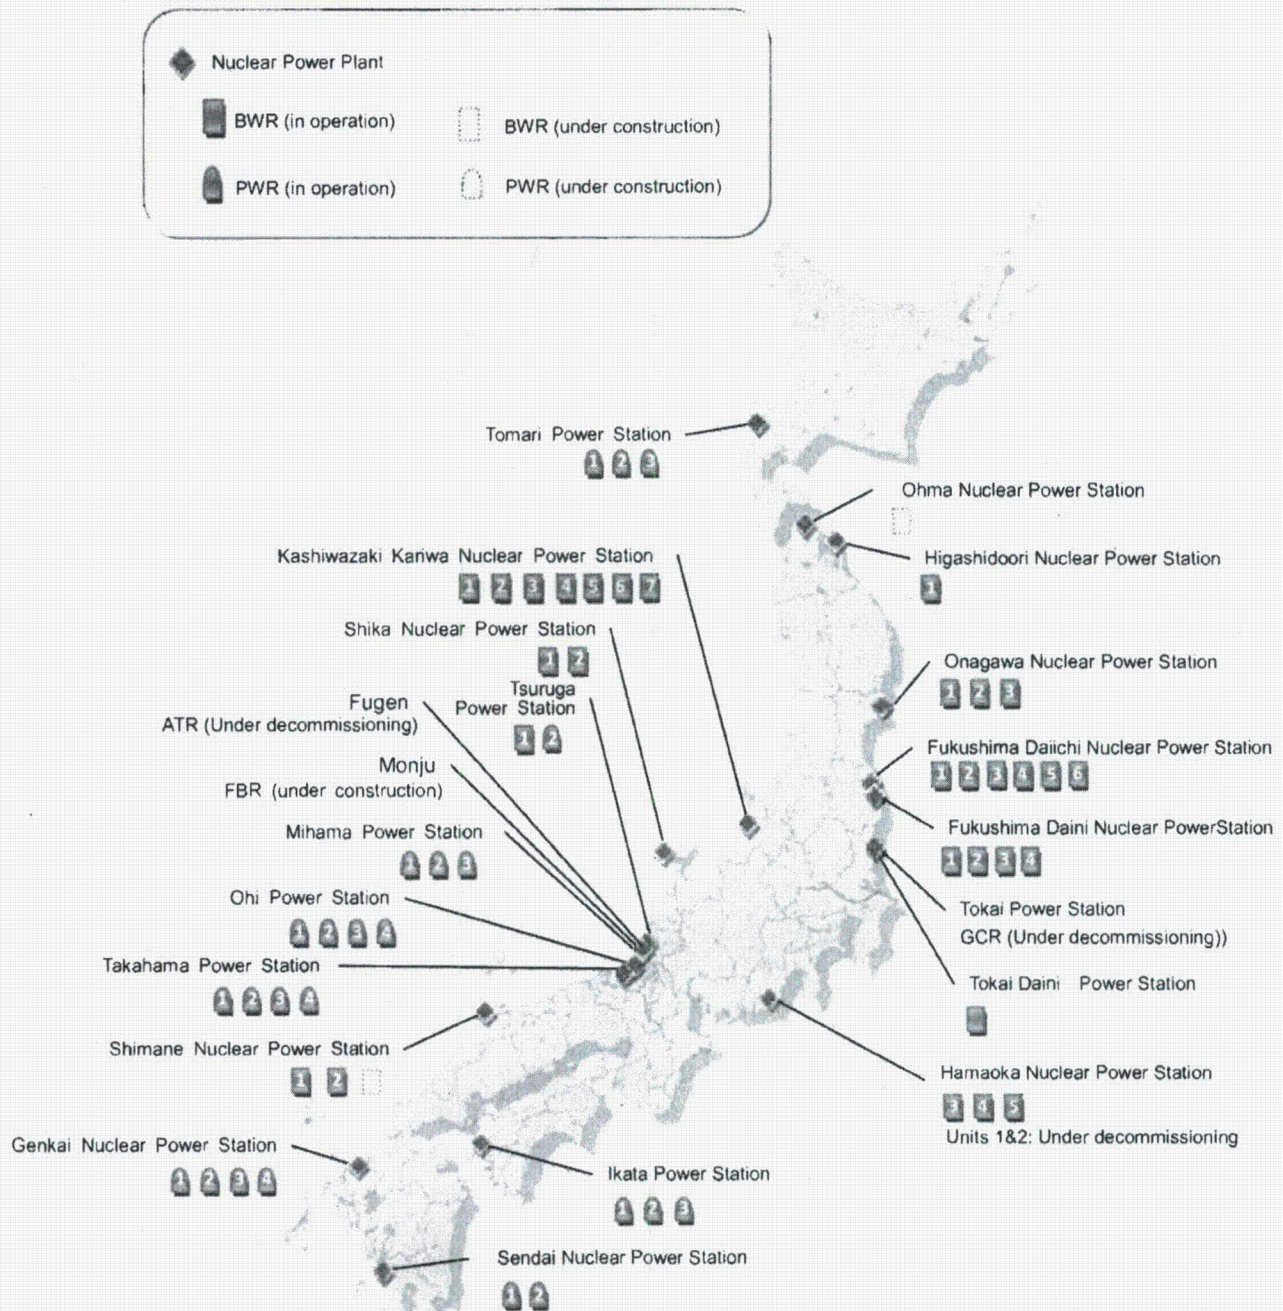 Nuclear Power Plant
BWR (in operation)
BWR (under construction)
PWR (in operation)
PWR (under construction)
Tomari Power Station
1 2 3
Ohma Nuclear Power Station
Higashidoori Nuclear Power Station
1
Kashiwazaki Kariwa Nuclear Power Station
1 2 3 4 5 6 7
Shika Nuclear Power Station
1 2
Tsuruga
Power Station
1 2
Fugen
ATR (Under decommissioning)
Monju
FBR (under construction)
Mihama Power Station
1 2 3
Ohi Power Station
1 2 3 4
Takahama Power Station
1 2 3 4
Shimane Nuclear Power Station
1 2
Genkai Nuclear Power Station
1 2 3 4
Onagawa Nuclear Power Station
1 2 3
Fukushima Daiichi Nuclear Power Station
1 2 3 4 5 6
Fukushima Daini Nuclear PowerStation
1 2 3 4
Tokai Power Station
GCR (Under decommissioning))
Tokai Daini Power Station
Hamaoka Nuclear Power Station
3 4 5
Units 1&2: Under decommissioning
Ikata Power Station
1 2 3
Sendai Nuclear Power Station
1 2